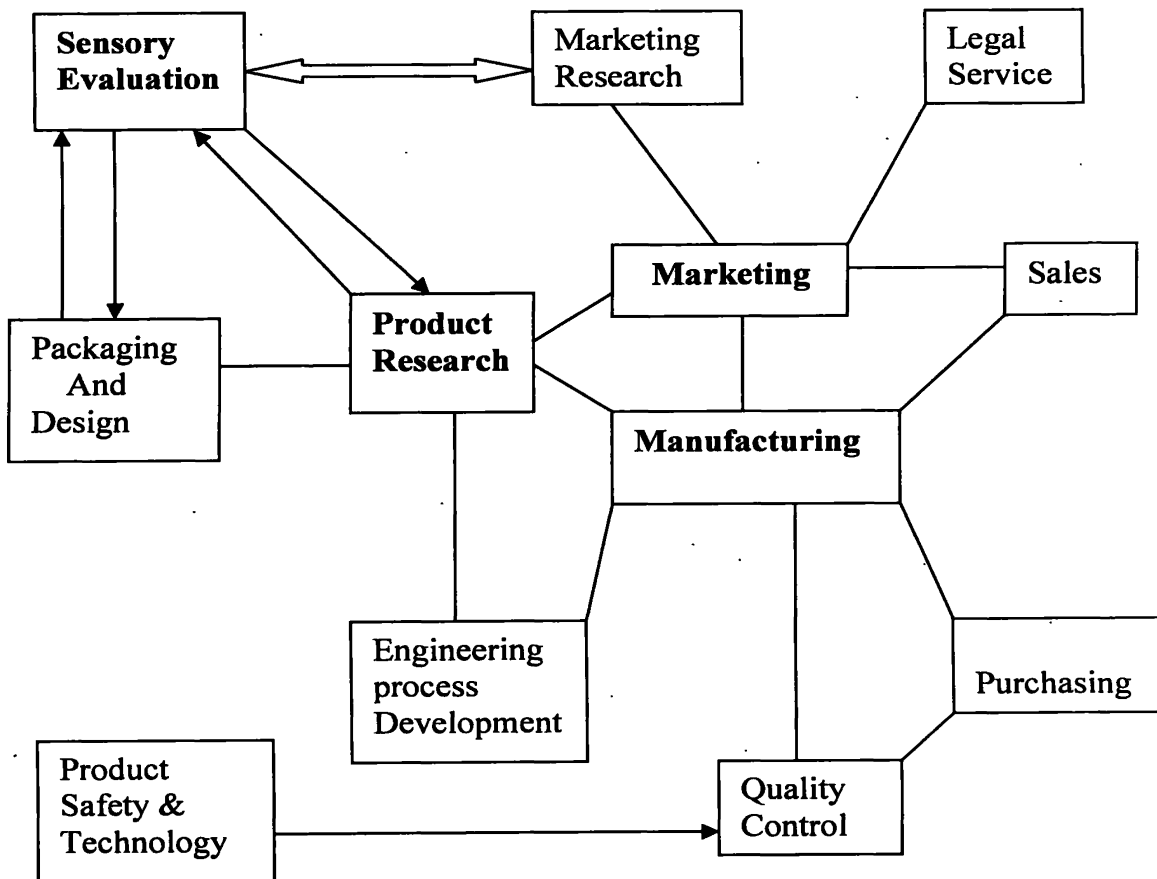 Sensory
Evaluation
Marketing
Research
Legal
Service
Marketing
Sales
Product
Research
Packaging
And
Design
Manufacturing
Engineering
process
Development
Purchasing
Product
Safety &
Technology
Quality
Control